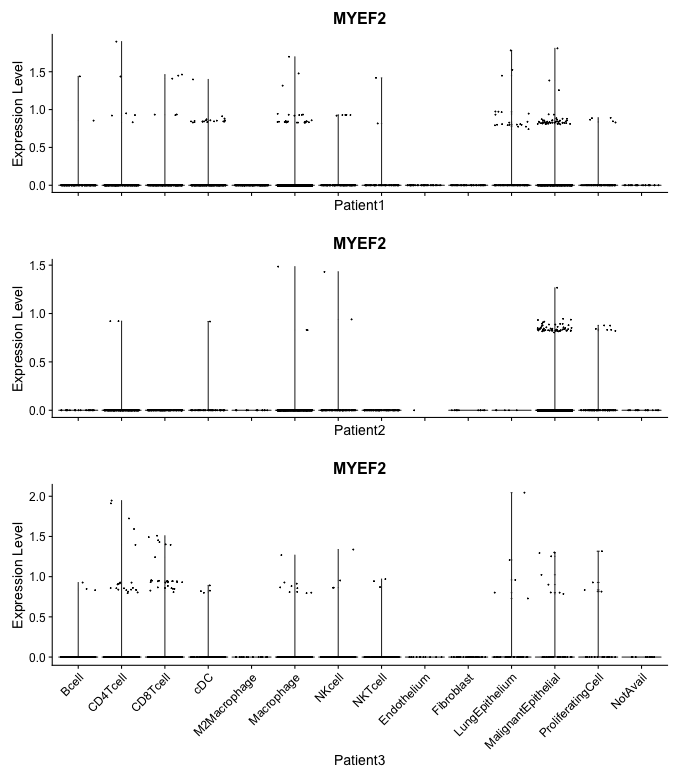 MYEF2
Expression Level
1.5
1.0
0.5
0.0
Patient1
MYEF2
Expression Level
1.5
1.0
0.5
0.0
Patient2
MYEF2
Expression Level
2.0
1.5
1.0
0.5
0.0
Bcell
CD4Tcell
CD8Tcell
cDC
M2Macrophage
Macrophage
NKcell
NKTcell
Endothelium
Fibroblast
LungEpithelium
MalignantEpithelial
ProliferatingCell
NotAvail
Patient3